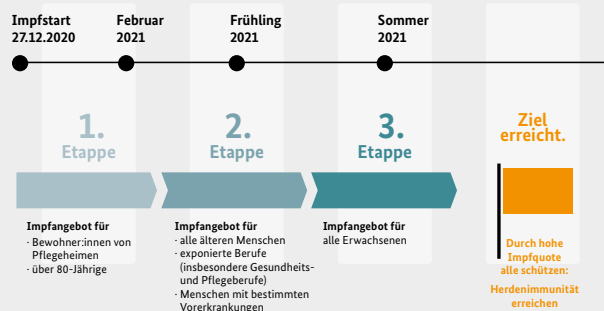 Impfstart
27.12.2020
Februar
2021
Frühling
2021
Sommer
2021
1.
Etappe
2.
Etappe
3.
Etappe
Ziel
erreicht.
Impfangebot für
· Bewohner:innen von
Pflegeheimen
· über 80-Jährige
Impfangebot für
· alle älteren Menschen
· exponierte Berufe
(insbesondere Gesundheits-
und Pflegeberufe)
· Menschen mit bestimmten
Vorerkrankungen
Impfangebot für
alle Erwachsenen
Durch hohe
Impfquote
alle schützen:
Herdenimmunität
erreichen